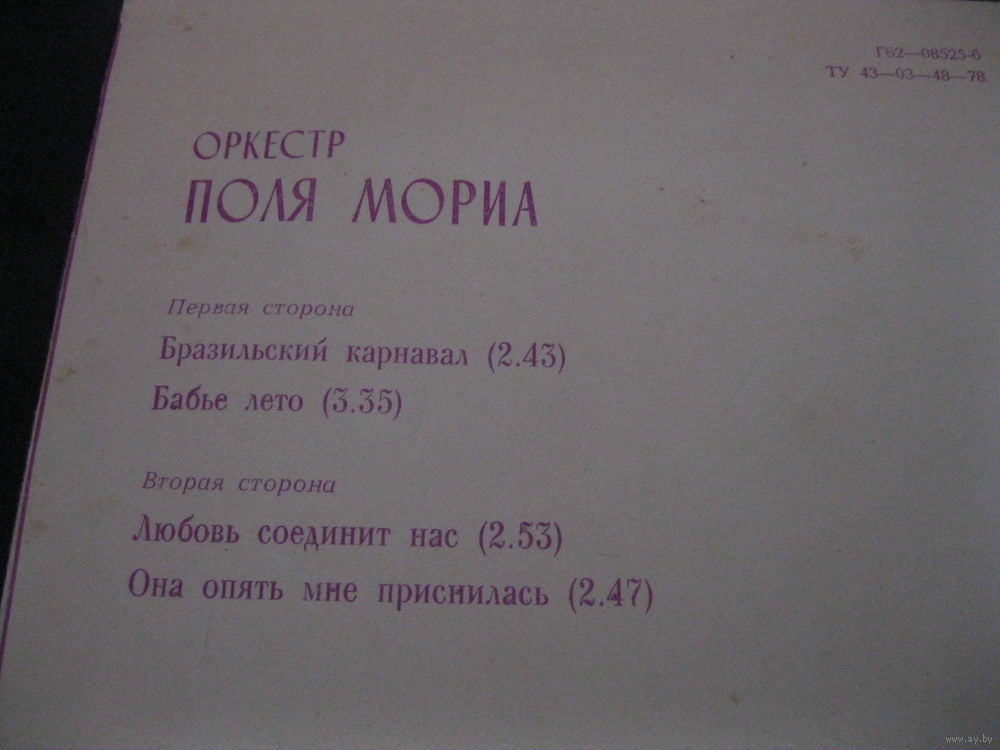 Г62—08525-6
ТУ 43—03—48—78
ОРКЕСТР
ПОЛЯ МОРИА
Первая сторона
Бразильский карнавал (2.43)
Бабье лето (3.35)
Вторая сторона
Любовь соединит нас (2.53)
Она опять мне приснилась (2.47)
www.ay.by